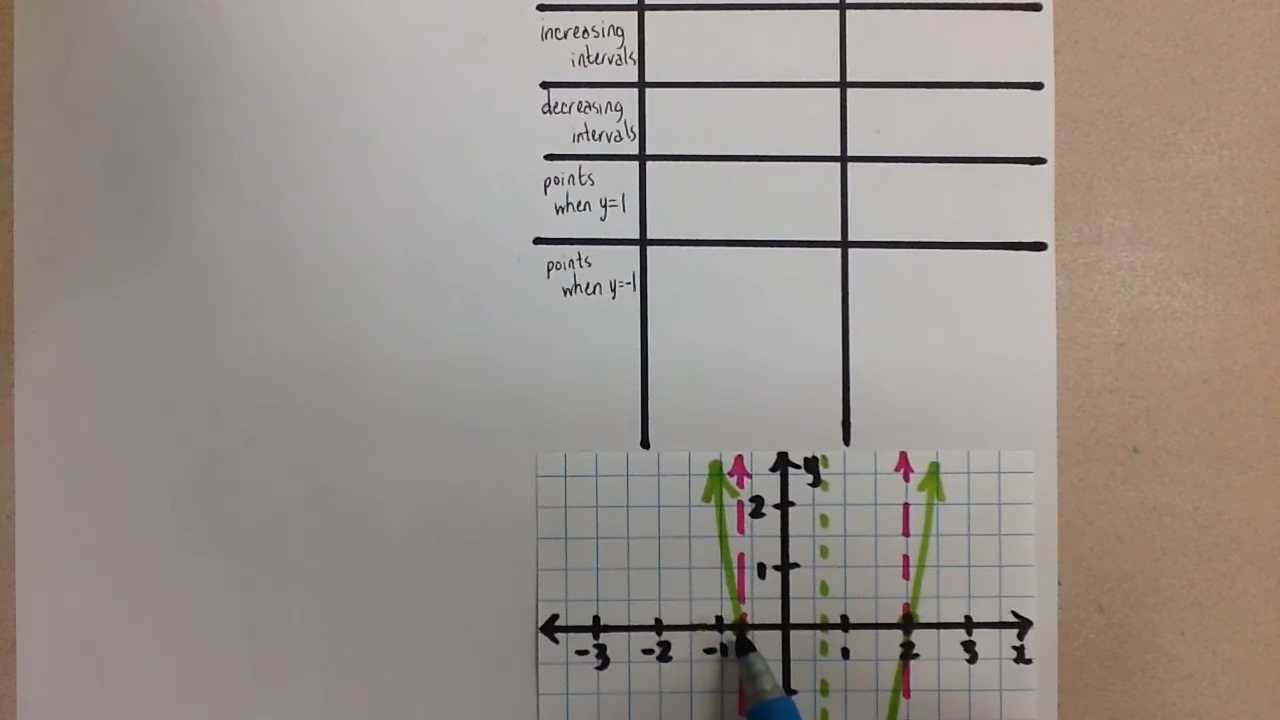 increasing
intervals
decreasing
intervals
points
when y=1
points
when y=-1
y
2
1
-3 -2 -1 1 2 3 x